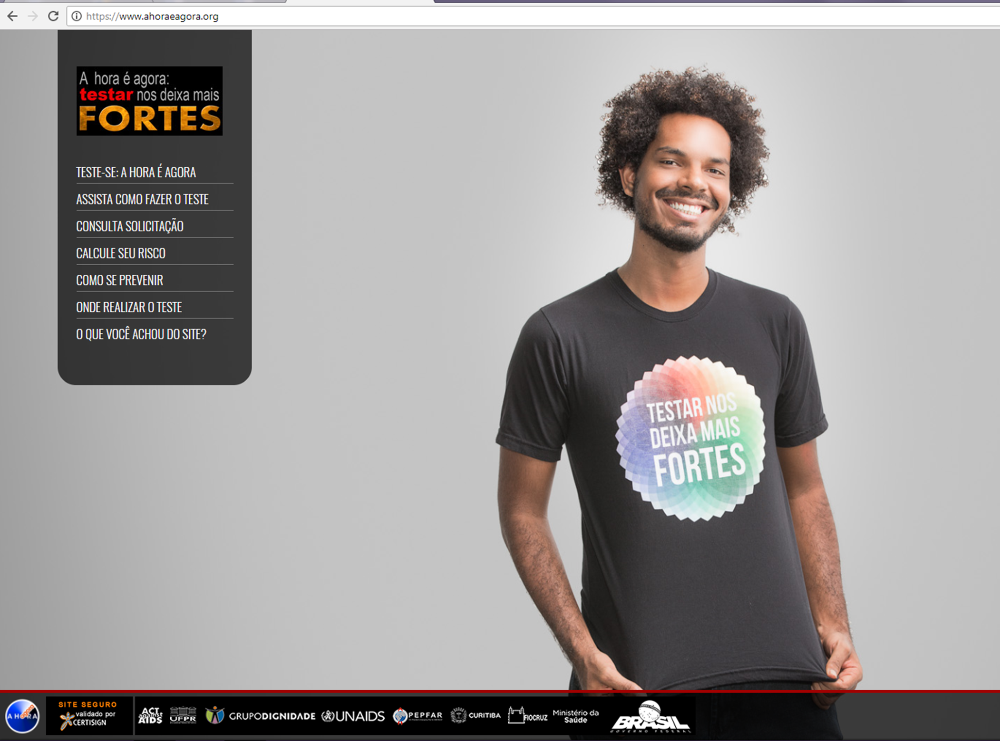 https://www.ahoraeagora.org
A hora é agora:
testar nos deixa mais
FORTES
TESTE-SE: A HORA É AGORA
ASSISTA COMO FAZER O TESTE
CONSULTA SOLICITAÇÃO
CALCULE SEU RISCO
COMO SE PREVENIR
ONDE REALIZAR O TESTE
O QUE VOCÊ ACHOU DO SITE?
TESTAR NOS
DEIXA MAIS
FORTES
A HORA
SITE SEGURO
validado por
CERTISIGN
ACT
against
AIDS
UFPR
GRUPODIGNIDADE
UNAIDS
PEPFAR
CURITIBA
FIOCRUZ
Ministério da
Saúde
BRASIL
GOVERNO FEDERAL